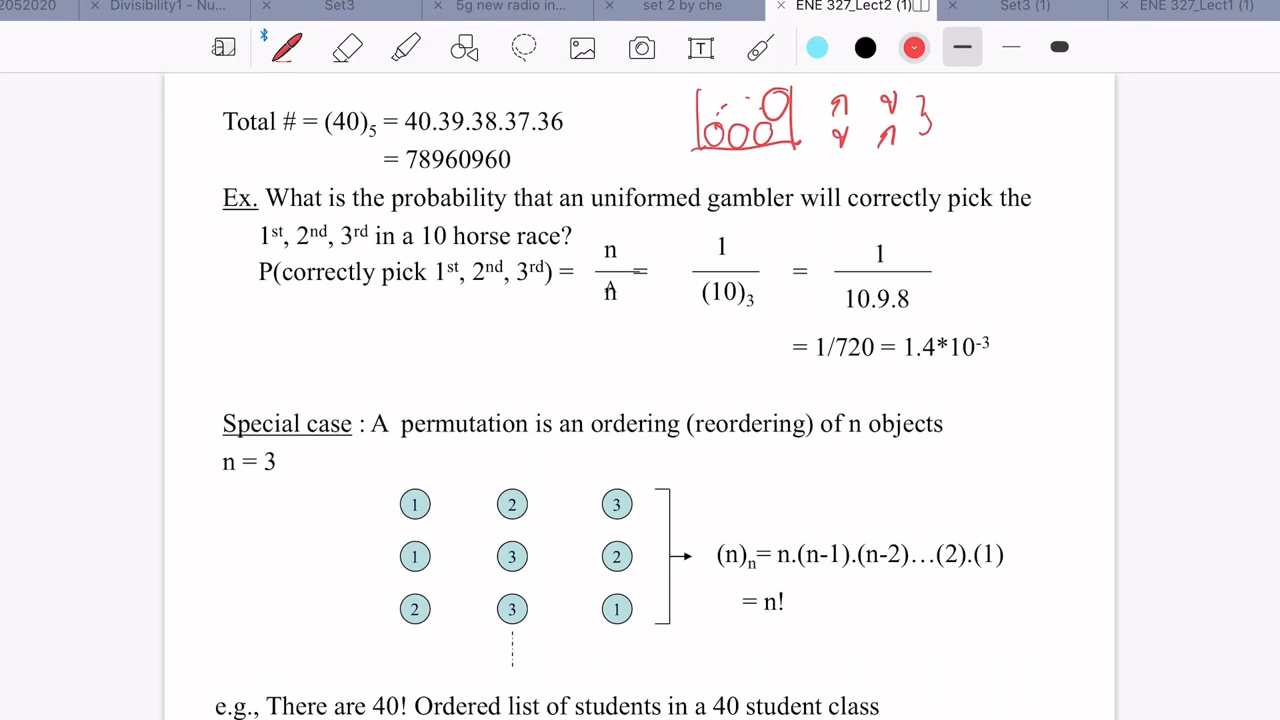 2052020
Divisibility1 - Nu...
Set3
5g new radio in...
set 2 by che
ENE 327_Lect2 (1)
Set3 (1)
ENE 327_Lect1 (1)
Total # = (40)₅ = 40.39.38.37.36
= 78960960
ก ข
ข ก
Ex. What is the probability that an uniformed gambler will correctly pick the
1st, 2nd, 3rd in a 10 horse race?
P(correctly pick 1st, 2nd, 3rd) = n/n = 1/(10)₃ = 1/10.9.8
= 1/720 = 1.4*10⁻³
Special case : A permutation is an ordering (reordering) of n objects
n = 3
1 2 3
1 3 2
2 3 1
(n)ₙ= n.(n-1).(n-2)…(2).(1)
= n!
e.g., There are 40! Ordered list of students in a 40 student class